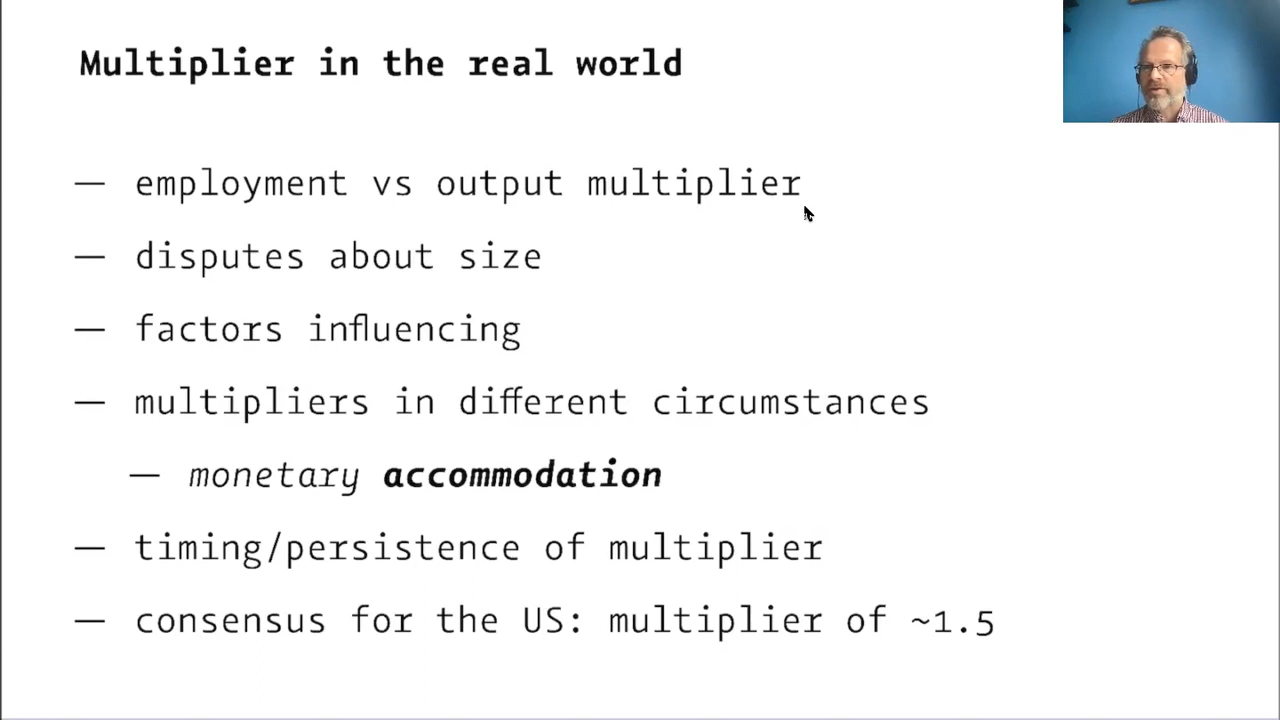 Multiplier in the real world
— employment vs output multiplier
— disputes about size
— factors influencing
— multipliers in different circumstances
— monetary accommodation
— timing/persistence of multiplier
— consensus for the US: multiplier of ~1.5